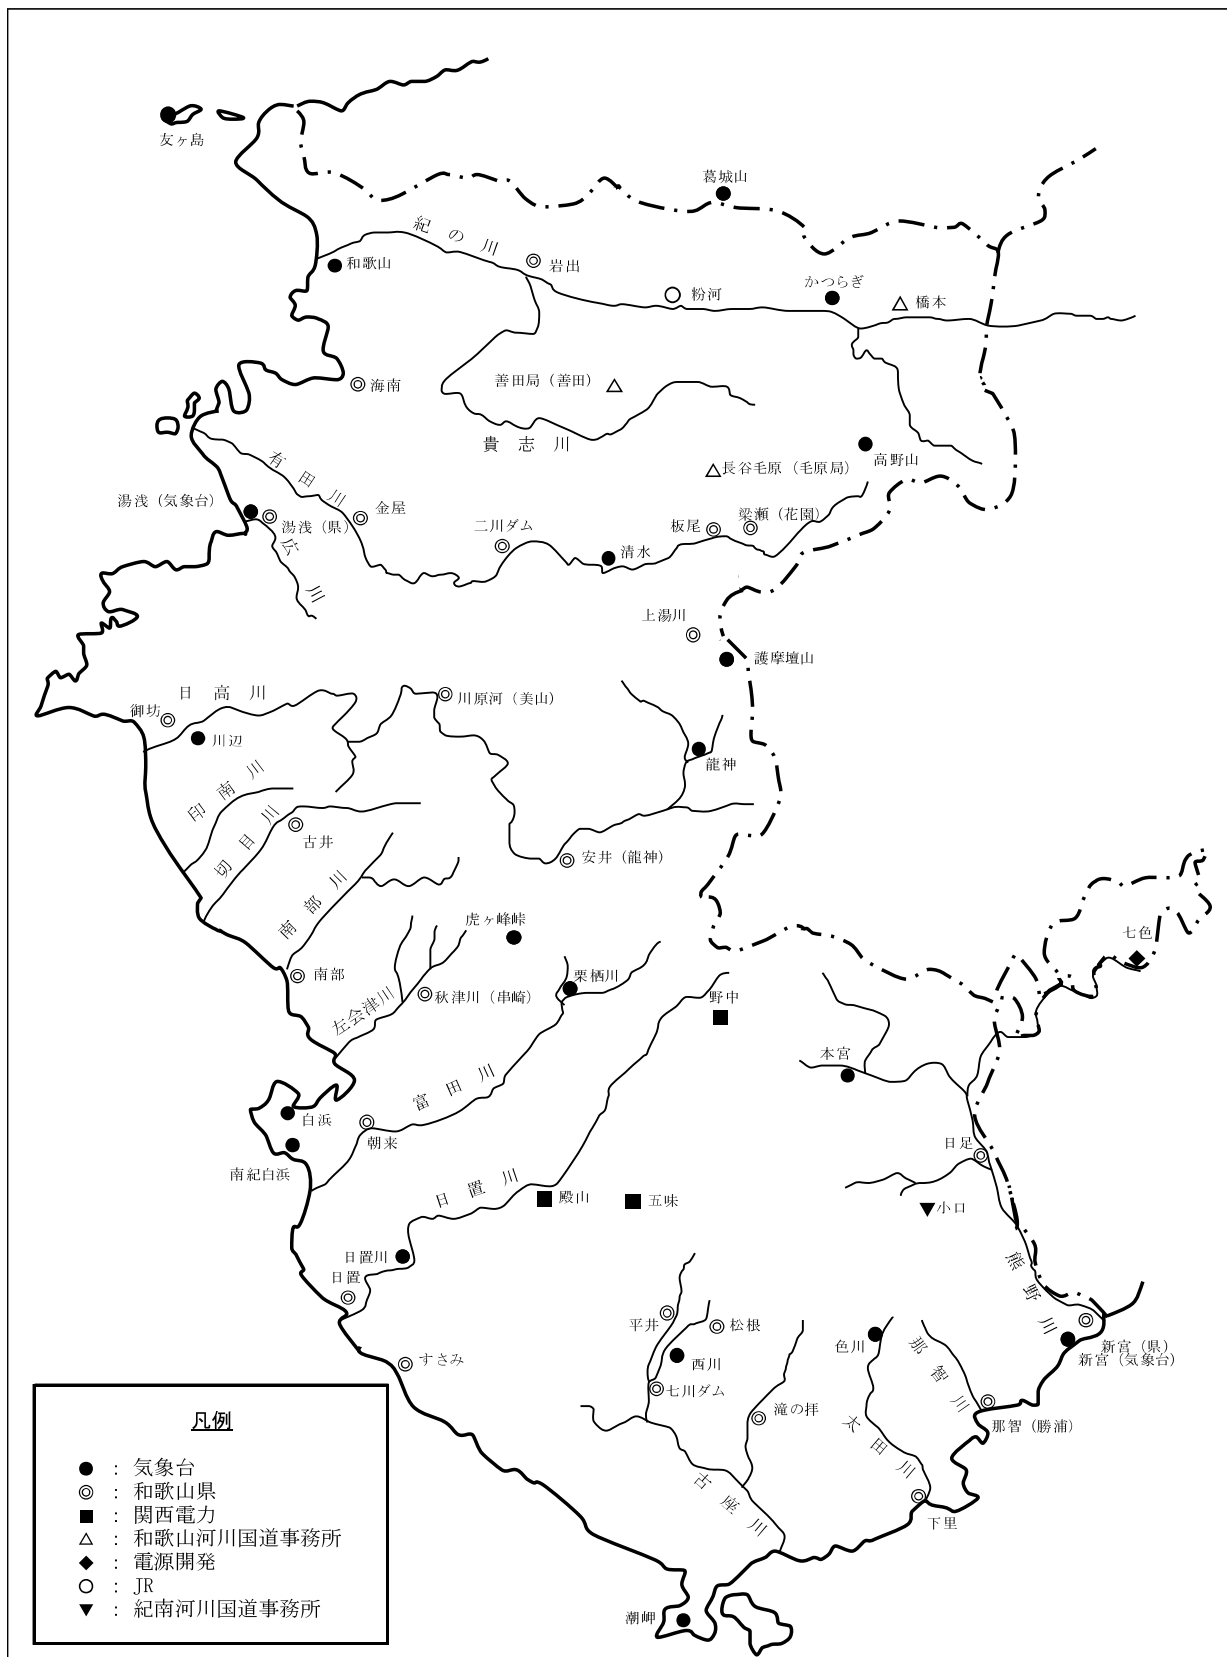 友ヶ島
葛城山
紀の川
和歌山
岩出
粉河
かつらぎ
橋本
海南
善田局（善田）
貴志川
長谷毛原（毛原局）
高野山
有田川
湯浅（気象台）
湯浅（県）
金屋
広川
二川ダム
清水
板尾
梁瀬（花園）
上湯川
護摩壇山
日高川
御坊
川辺
川原河（美山）
龍神
印南川
切目川
古井
安井（龍神）
南部川
虎ヶ峰峠
七色
南部
左会津川
秋津川（串崎）
栗栖川
野中
本宮
富田川
白浜
朝来
日足
南紀白浜
日置川
殿山
五味
小口
日置川
日置
熊野川
平井
松根
色川
那智川
新宮（県）
新宮（気象台）
すさみ
西川
七川ダム
滝の拝
太田川
那智（勝浦）
古座川
下里
潮岬
凡例
● ： 気象台
◎ ： 和歌山県
■ ： 関西電力
△ ： 和歌山河川国道事務所
◆ ： 電源開発
○ ： JR
▼ ： 紀南河川国道事務所